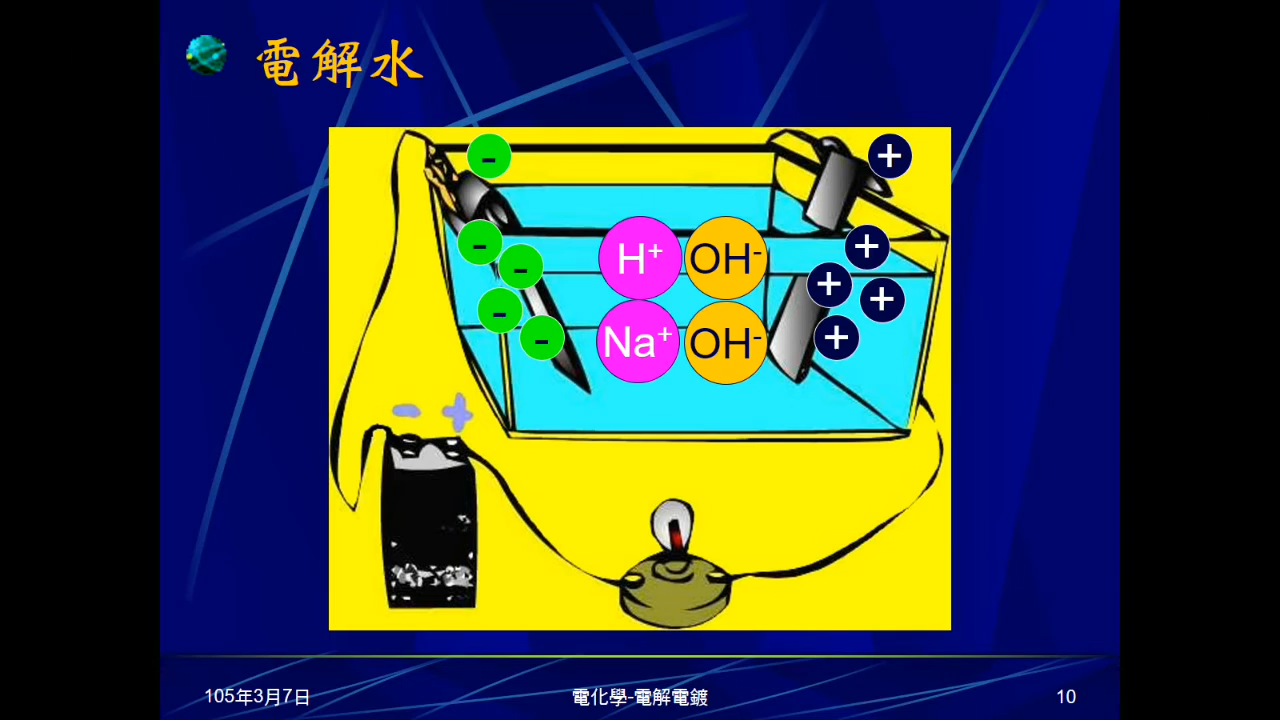 電解水
- +
H⁺ OH⁻ - +
- + +
Na⁺ OH⁻ - +
-
- +
105年3月7日 電化學-電解電鍍 10